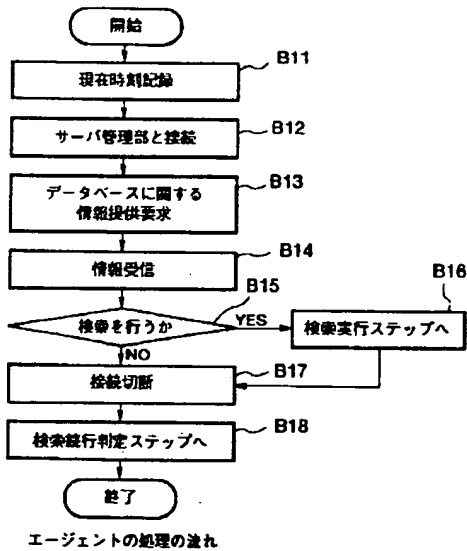 開始
現在時刻記録
B11
サーバ管理部と接続
B12
データベースに関する
情報提供要求
B13
情報受信
B14
検索を行うか
B15
YES
検索実行ステップへ
B16
NO
接続切断
B17
検索続行判定ステップへ
B18
終了
エージェントの処理の流れ